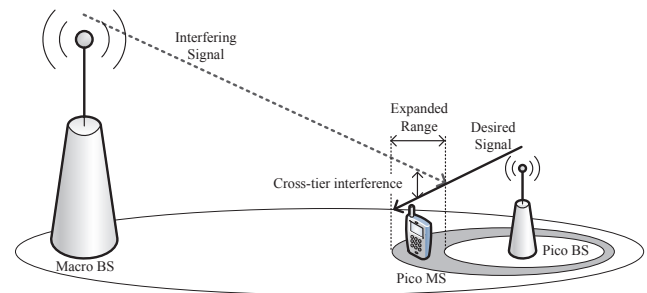 Interfering
Signal
Expanded
Range
Desired
Signal
Cross-tier interference
Macro BS
Pico BS
Pico MS